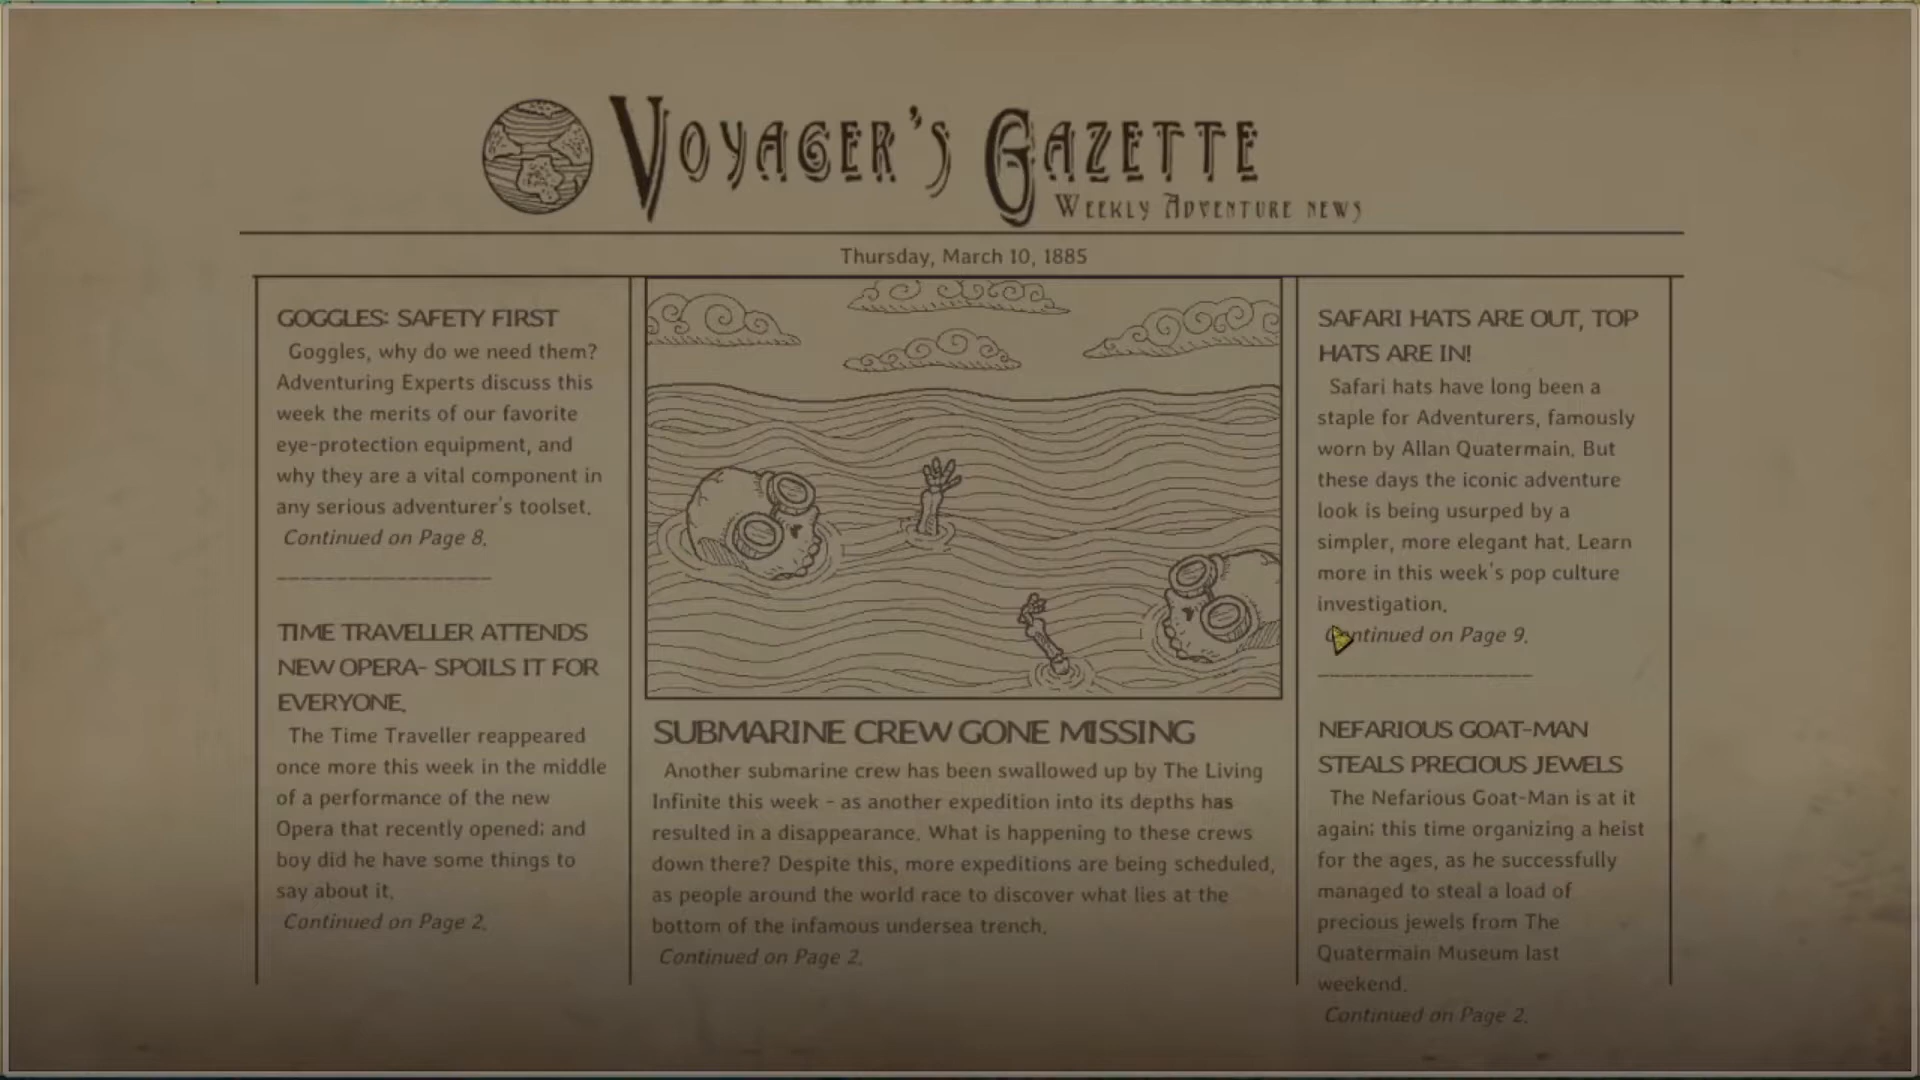 VOYAGER'S GAZETTE
WEEKLY ADVENTURE NEWS
Thursday, March 10, 1885
GOGGLES: SAFETY FIRST
Goggles, why do we need them?
Adventuring Experts discuss this
week the merits of our favorite
eye-protection equipment, and
why they are a vital component in
any serious adventurer's toolset.
Continued on Page 8.
------------------
TIME TRAVELLER ATTENDS
NEW OPERA- SPOILS IT FOR
EVERYONE.
The Time Traveller reappeared
once more this week in the middle
of a performance of the new
Opera that recently opened; and
boy did he have some things to
say about it.
Continued on Page 2.
SUBMARINE CREW GONE MISSING
Another submarine crew has been swallowed up by The Living
Infinite this week - as another expedition into its depths has
resulted in a disappearance. What is happening to these crews
down there? Despite this, more expeditions are being scheduled,
as people around the world race to discover what lies at the
bottom of the infamous undersea trench.
Continued on Page 2.
SAFARI HATS ARE OUT, TOP
HATS ARE IN!
Safari hats have long been a
staple for Adventurers, famously
worn by Allan Quatermain. But
these days the iconic adventure
look is being usurped by a
simpler, more elegant hat. Learn
more in this week's pop culture
investigation.
Continued on Page 9.
------------------
NEFARIOUS GOAT-MAN
STEALS PRECIOUS JEWELS
The Nefarious Goat-Man is at it
again; this time organizing a heist
for the ages, as he successfully
managed to steal a load of
precious jewels from The
Quatermain Museum last
weekend.
Continued on Page 2.